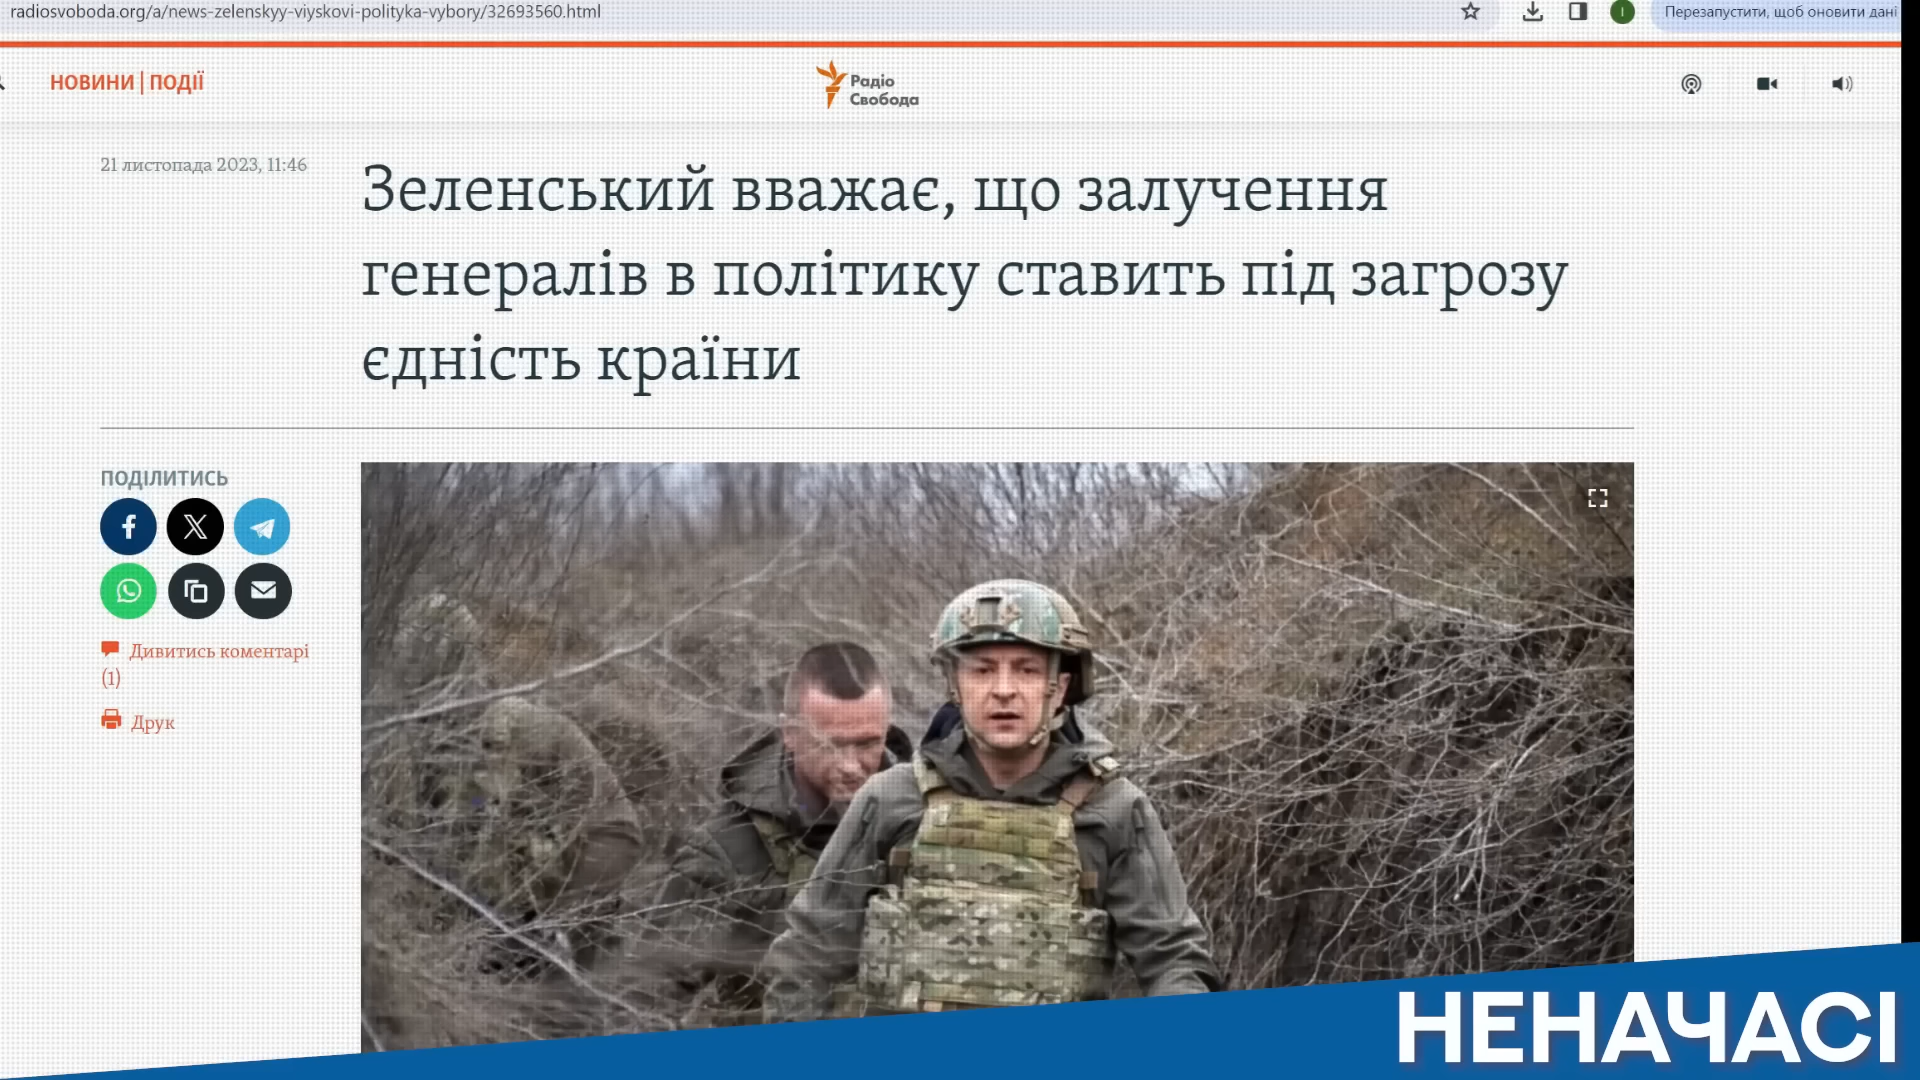 radiosvoboda.org/a/news-zelenskyy-viyskovi-polityka-vybory/32693560.html
Перезапустити, щоб оновити дані
НОВИНИ | ПОДІЇ
Радіо
Свобода
21 листопада 2023, 11:46
Зеленський вважає, що залучення
генералів в політику ставить під загрозу
єдність країни
ПОДІЛИТИСЬ
Дивитись коментарі
(1)
Друк
НЕНАЧАСІ